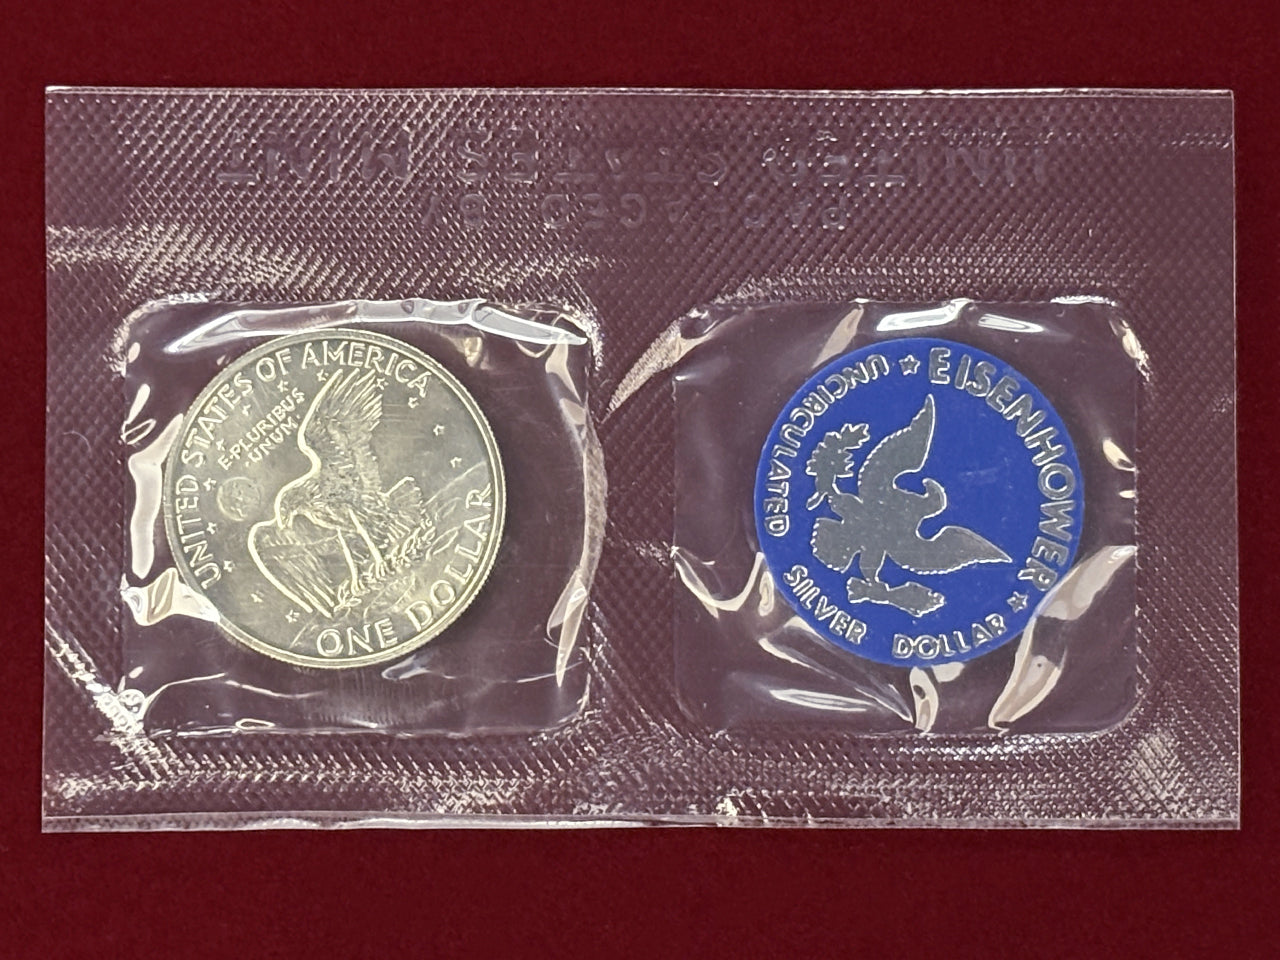 UNITED STATES MINT
PACKAGED BY
UNITED STATES OF AMERICA
E·PLURIBUS
·UNUM·
ONE DOLLAR
EISENHOWER
UNCIRCULATED
SILVER DOLLAR